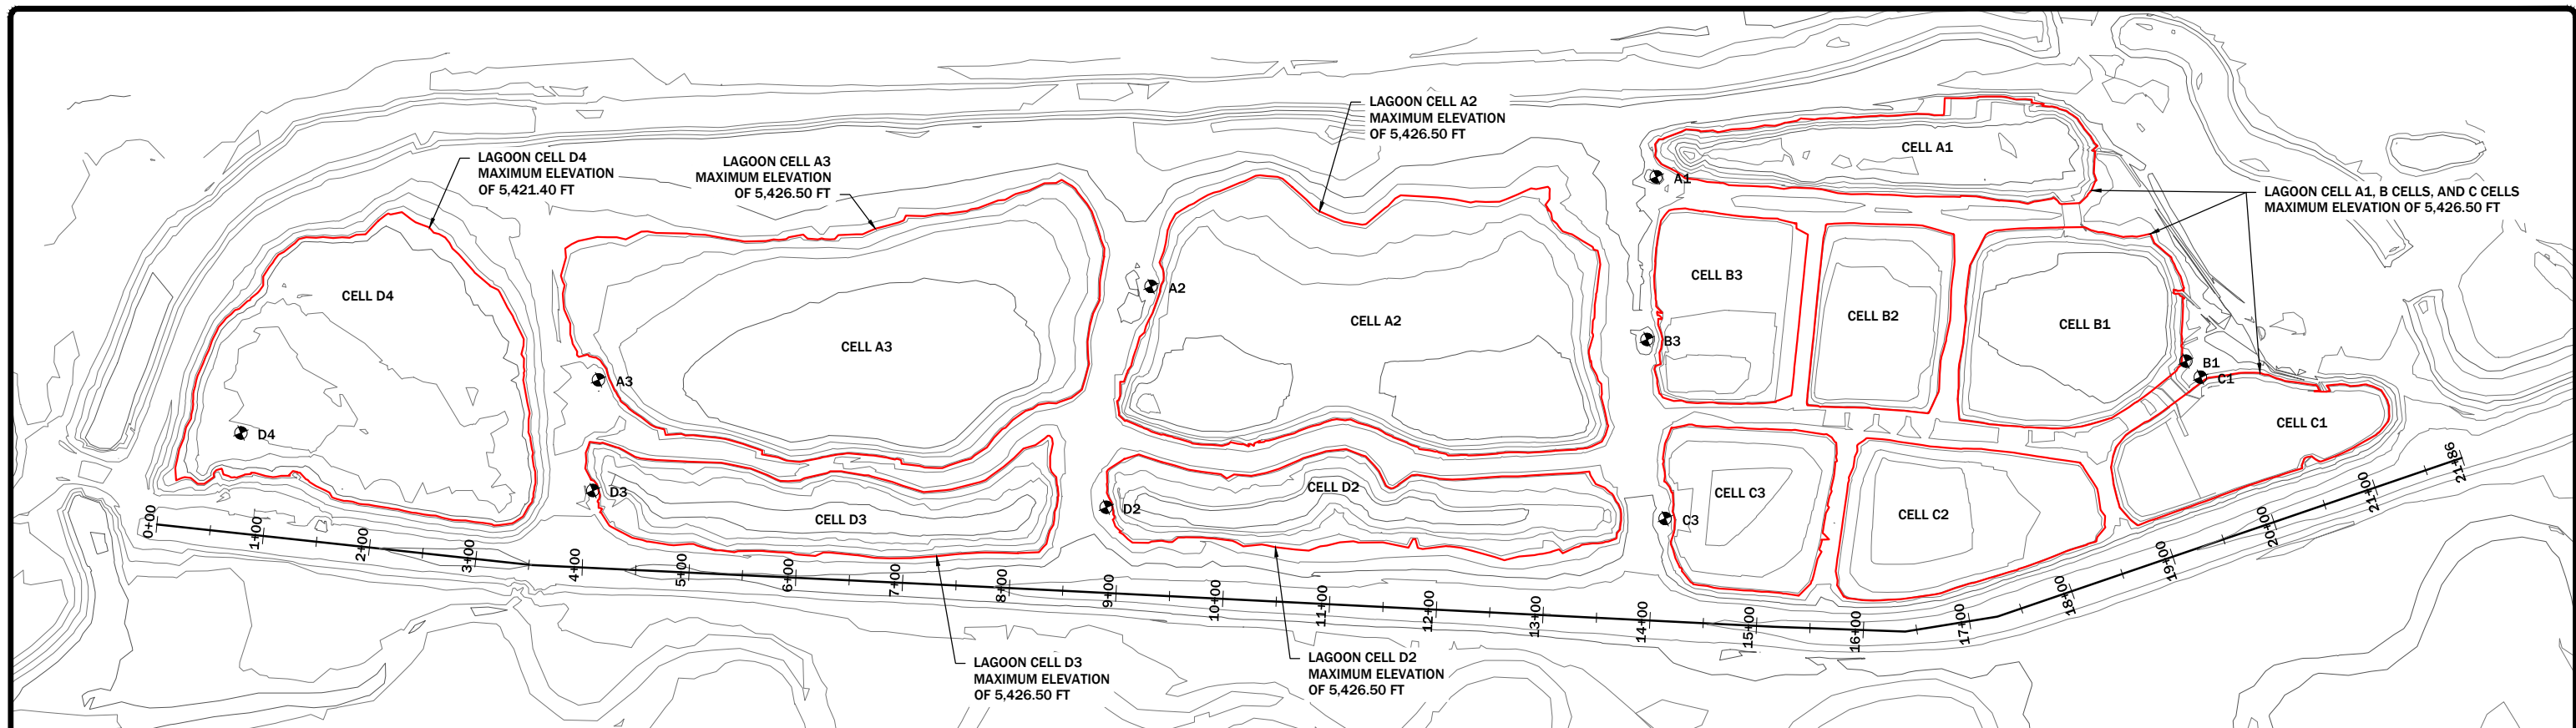 LAGOON CELL A2
MAXIMUM ELEVATION
OF 5,426.50 FT
LAGOON CELL D4
MAXIMUM ELEVATION
OF 5,421.40 FT
LAGOON CELL A3
MAXIMUM ELEVATION
OF 5,426.50 FT
CELL A1
A1
LAGOON CELL A1, B CELLS, AND C CELLS
MAXIMUM ELEVATION OF 5,426.50 FT
CELL D4
A2
CELL B3
CELL A3
CELL A2
CELL B2
CELL B1
B3
B1
C1
A3
D4
CELL C1
D3
CELL D3
D2
CELL D2
C3
CELL C3
CELL C2
0+00
1+00
2+00
3+00
4+00
5+00
6+00
7+00
8+00
9+00
10+00
11+00
12+00
13+00
14+00
15+00
16+00
17+00
18+00
19+00
20+00
21+00
21+86
LAGOON CELL D3
MAXIMUM ELEVATION
OF 5,426.50 FT
LAGOON CELL D2
MAXIMUM ELEVATION
OF 5,426.50 FT